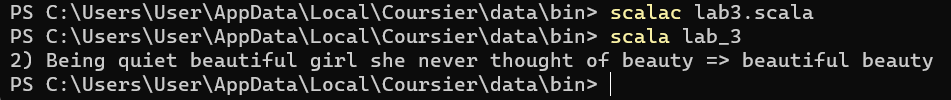 PS C:\Users\User\AppData\Local\Coursier\data\bin> scalac lab3.scala
PS C:\Users\User\AppData\Local\Coursier\data\bin> scala lab_3
2) Being quiet beautiful girl she never thought of beauty => beautiful beauty
PS C:\Users\User\AppData\Local\Coursier\data\bin>